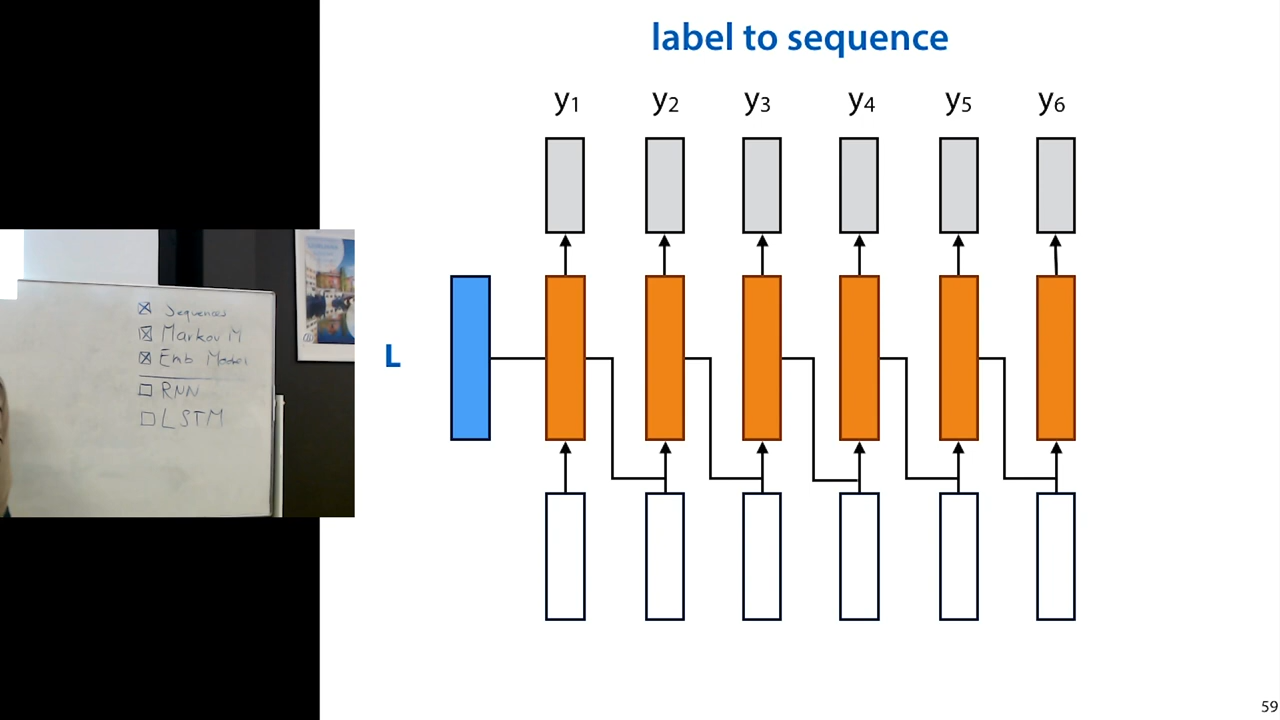 label to sequence
y1 y2 y3 y4 y5 y6
L
Sequences
Markov M
Emb Model
RNN
LSTM
59